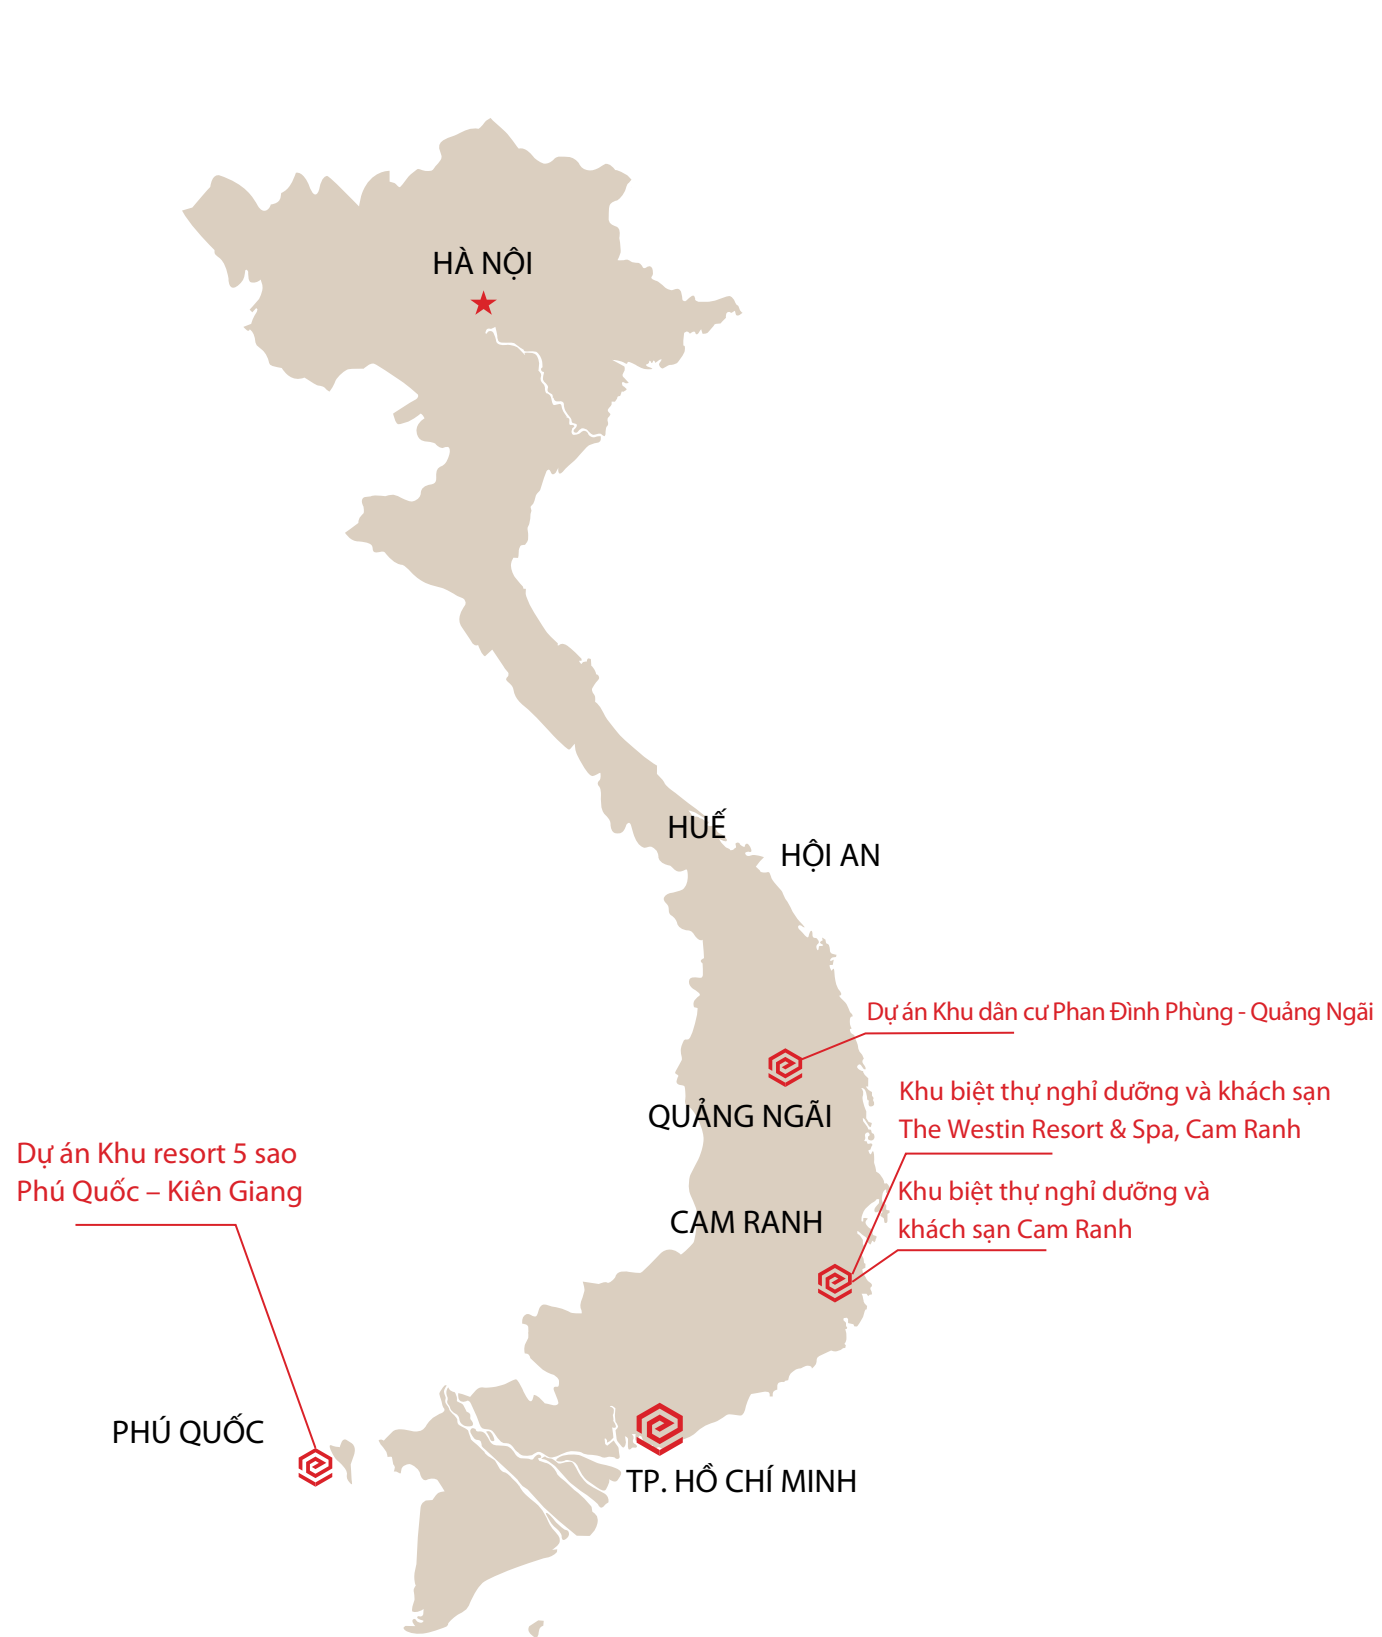 HÀ NỘI
HUẾ
HỘI AN
Dự án Khu dân cư Phan Đình Phùng - Quảng Ngãi
QUẢNG NGÃI
Khu biệt thự nghỉ dưỡng và khách sạn
The Westin Resort & Spa, Cam Ranh
Dự án Khu resort 5 sao
Phú Quốc – Kiên Giang
Khu biệt thự nghỉ dưỡng và
khách sạn Cam Ranh
CAM RANH
PHÚ QUỐC
TP. HỒ CHÍ MINH